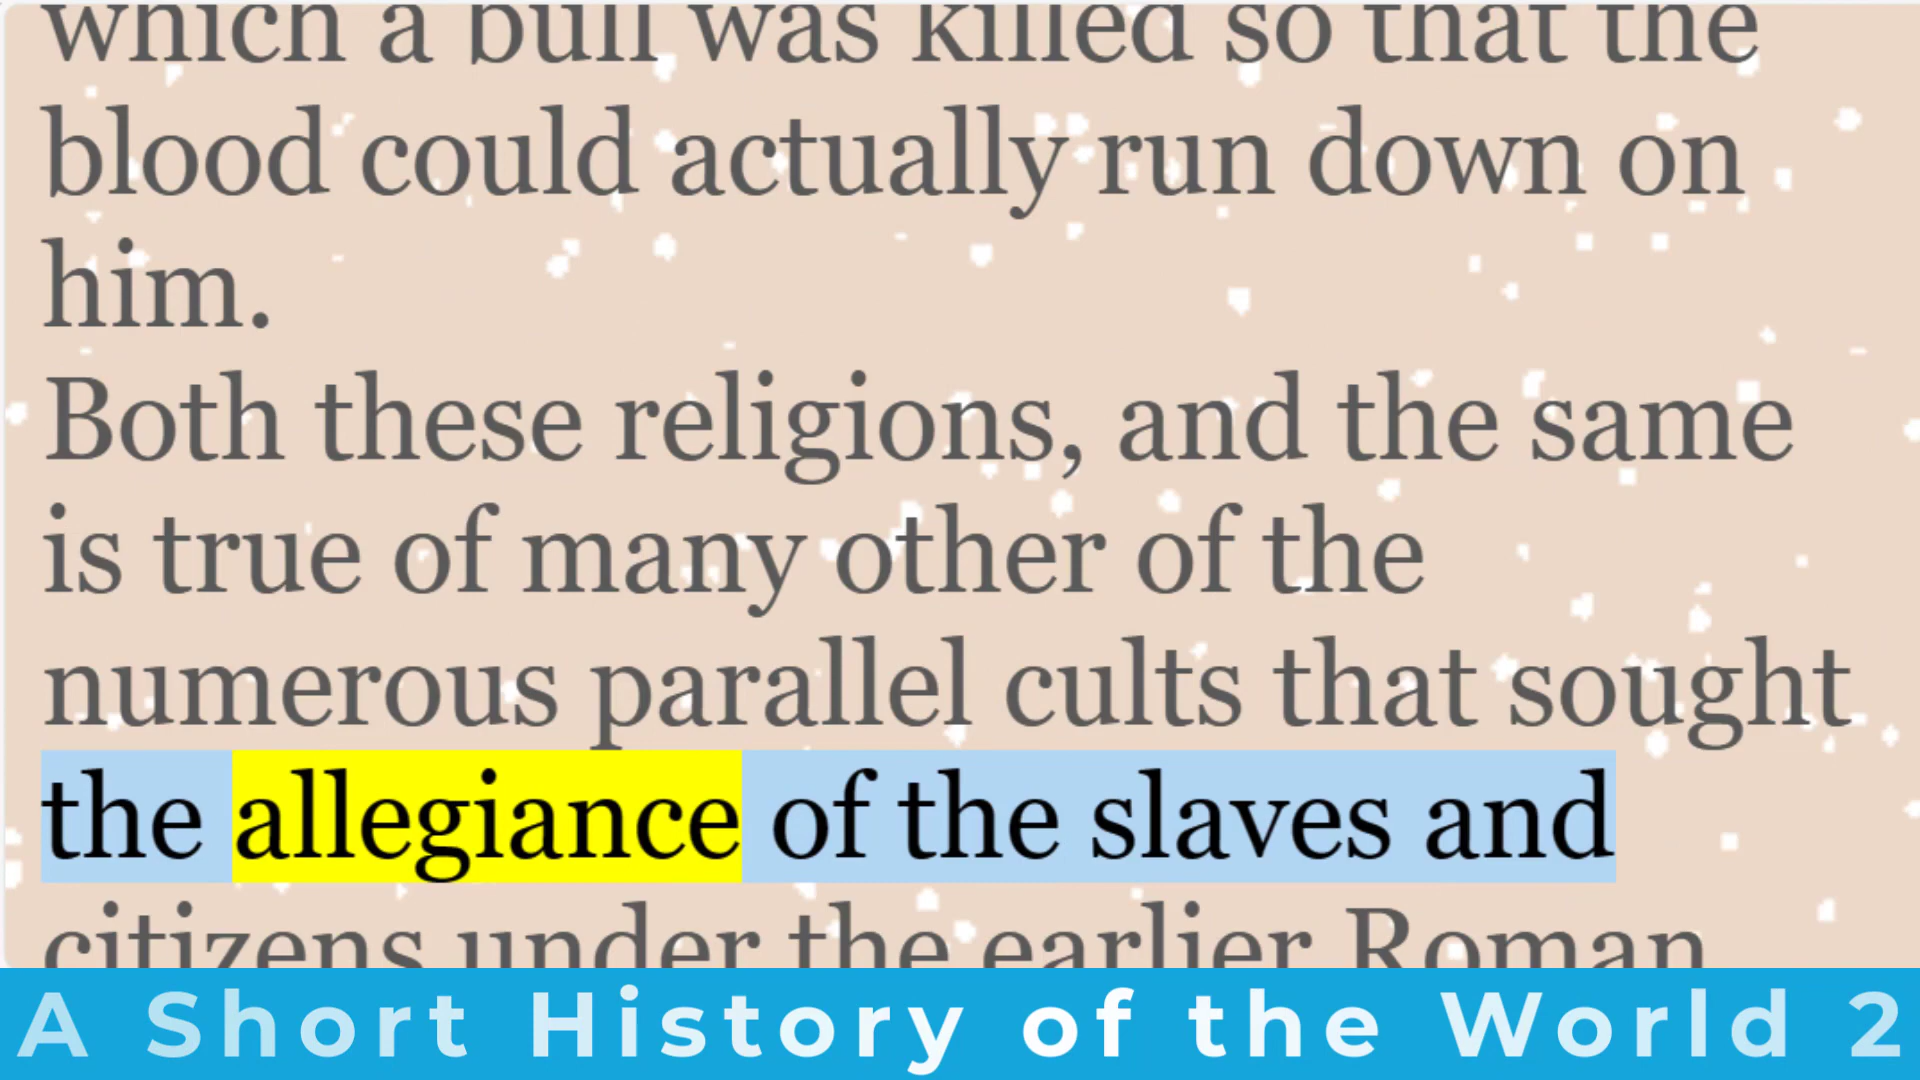 which a bull was killed so that the
blood could actually run down on
him.
Both these religions, and the same
is true of many other of the
numerous parallel cults that sought
the allegiance of the slaves and
citizens under the earlier Roman
A Short History of the World 2